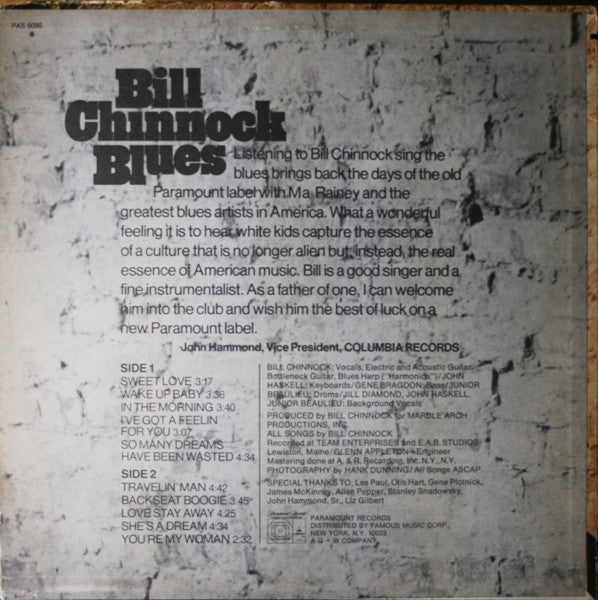 PAS 6090
Bill
Chinnock
Blues
Listening to Bill Chinnock sing the
blues brings back the days of the old
Paramount label with Ma Rainey and the
greatest blues artists in America. What a wonderful
feeling it is to hear white kids capture the essence
of a culture that is no longer alien but, instead, the real
essence of American music. Bill is a good singer and a
fine instrumentalist. As a father of one, I can welcome
him into the club and wish him the best of luck on a
new Paramount label.
John Hammond, Vice President, COLUMBIA RECORDS
SIDE 1
SWEET LOVE 3:17
WAKE UP BABY 3:36
IN THE MORNING 3:40
I'VE GOT A FEELIN'
FOR YOU 3:07
SO MANY DREAMS
HAVE BEEN WASTED 4:34
SIDE 2
TRAVELIN' MAN 4:42
BACKSEAT BOOGIE 3:45
LOVE STAY AWAY 4:25
SHE'S A DREAM 4:34
YOU'RE MY WOMAN 2:32
BILL CHINNOCK: Vocals, Electric and Acoustic Guitar,
Bottleneck Guitar, Blues Harp ("Harmonica")/JOHN
HASKELL: Keyboards/GENE BRAGDON: Bass/JUNIOR
BEAULIEU: Drums/JILL DIAMOND, JOHN HASKELL,
JUNIOR BEAULIEU: Background Vocals
PRODUCED by BILL CHINNOCK for MARBLE ARCH
PRODUCTIONS, INC.
ALL SONGS by BILL CHINNOCK
Recorded at TEAM ENTERPRISES and E.A.B. STUDIOS
Lewiston, Maine/GLENN APPLETON—Engineer
Mastering done at A. & R. Recording, Inc. N.Y., N.Y.
PHOTOGRAPHY by HANK DUNNING/All Songs ASCAP
SPECIAL THANKS TO: Les Paul, Otis Hart, Gene Plotnick,
James McKinney, Allen Pepper, Stanley Snadowsky,
John Hammond, Sr., Liz Gilbert
PARAMOUNT RECORDS
DISTRIBUTED BY FAMOUS MUSIC CORP.
NEW YORK, N.Y. 10023
A G + W COMPANY